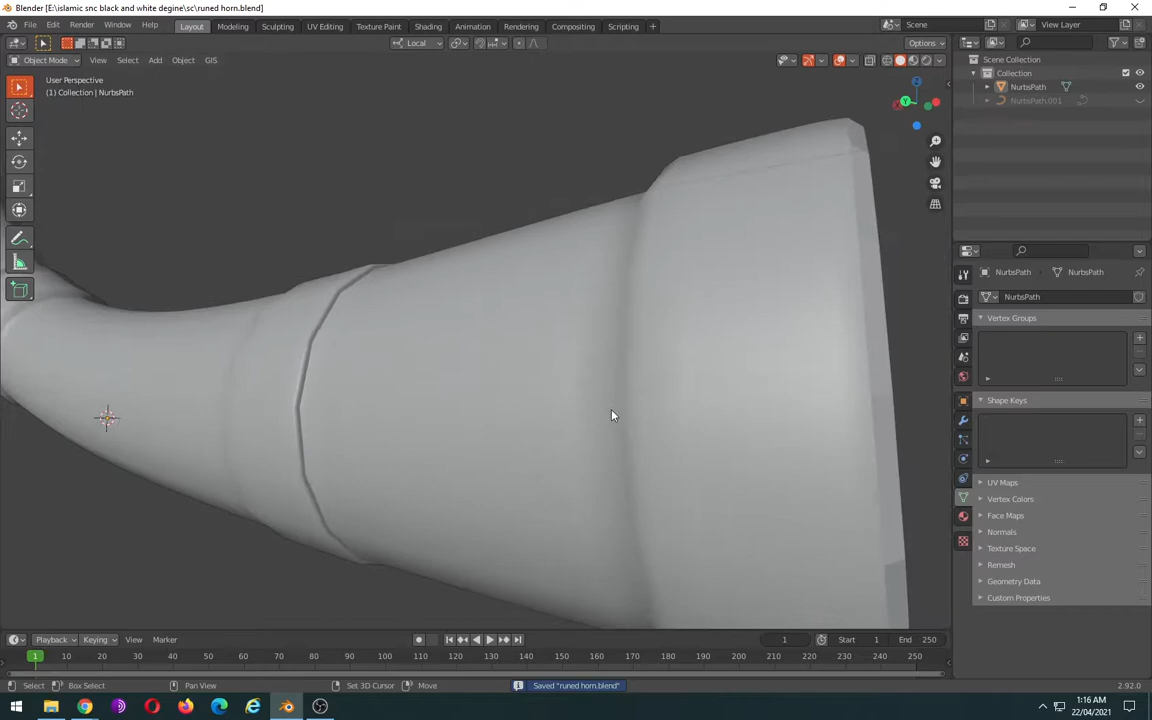 Blender [E:\islamic snc black and white degine\sc\runed horn.blend]
File Edit Render Window Help Layout Modeling Sculpting UV Editing Texture Paint Shading Animation Rendering Compositing Scripting + Scene View Layer
Local Options
Object Mode View Select Add Object GIS
User Perspective
(1) Collection | NurbsPath
Scene Collection
Collection
NurbsPath
NurbsPath.001
X Y Z
NurbsPath NurbsPath
NurbsPath
Vertex Groups
Shape Keys
UV Maps
Vertex Colors
Face Maps
Normals
Texture Space
Remesh
Geometry Data
Custom Properties
Playback Keying View Marker 1 Start 1 End 250
1 10 20 30 40 50 60 70 80 90 100 110 120 130 140 150 160 170 180 190 200 210 220 230 240 250
Select Box Select Pan View Set 3D Cursor Move Saved "runed horn.blend" 2.92.0
1:16 AM
22/04/2021